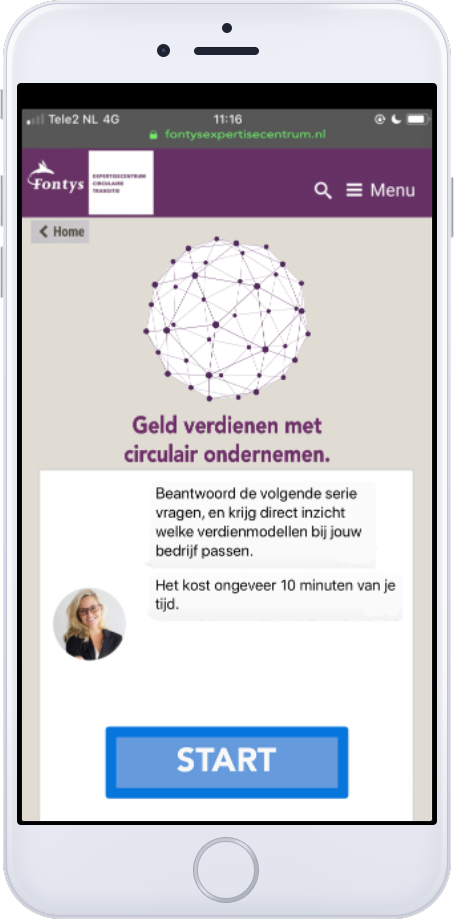 Tele2 NL 4G
11:16
fontysexpertisecentrum.nl
Fontys
EXPERTISECENTRUM
CIRCULAIRE
TRANSITIE
Menu
Home
Geld verdienen met
circulair ondernemen.
Beantwoord de volgende serie
vragen, en krijg direct inzicht
welke verdienmodellen bij jouw
bedrijf passen.
Het kost ongeveer 10 minuten van je
tijd.
START